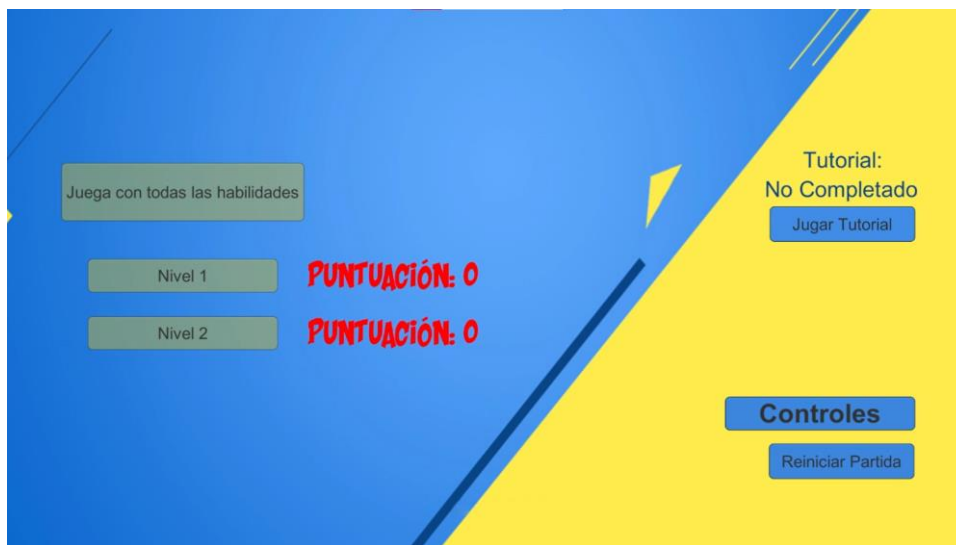 Juega con todas las habilidades
Nivel 1
PUNTUACIÓN: 0
Nivel 2
PUNTUACIÓN: 0
Tutorial:
No Completado
Jugar Tutorial
Controles
Reiniciar Partida